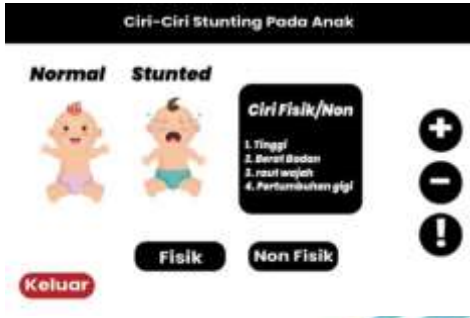 Ciri-Ciri Stunting Pada Anak
Normal Stunted
Ciri Fisik/Non
1. Tinggi
2. Berat Badan
3. raut wajah
4. Pertumbuhan gigi
Fisik
Non Fisik
Keluar